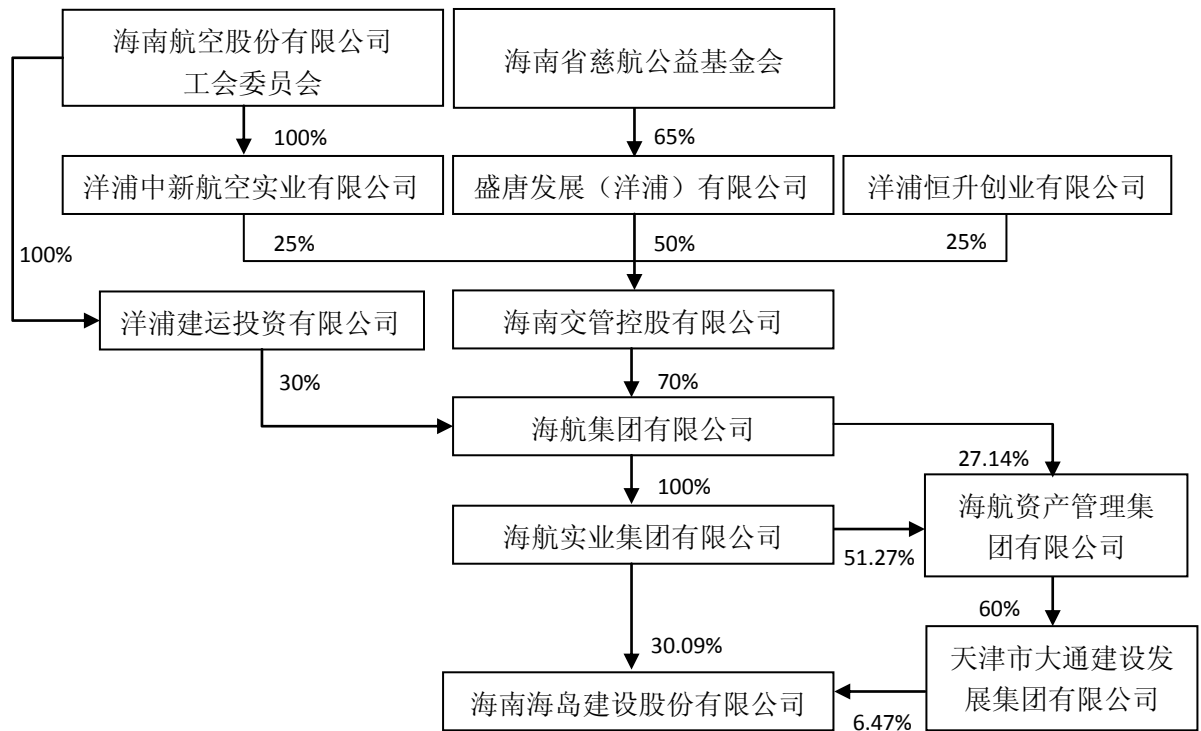 海南航空股份有限公司
工会委员会
海南省慈航公益基金会
100%
65%
洋浦中新航空实业有限公司
盛唐发展（洋浦）有限公司
洋浦恒升创业有限公司
100%
25%
50%
25%
洋浦建运投资有限公司
海南交管控股有限公司
30%
70%
海航集团有限公司
27.14%
100%
海航实业集团有限公司
51.27%
海航资产管理集
团有限公司
60%
30.09%
天津市大通建设发
展集团有限公司
海南海岛建设股份有限公司
6.47%